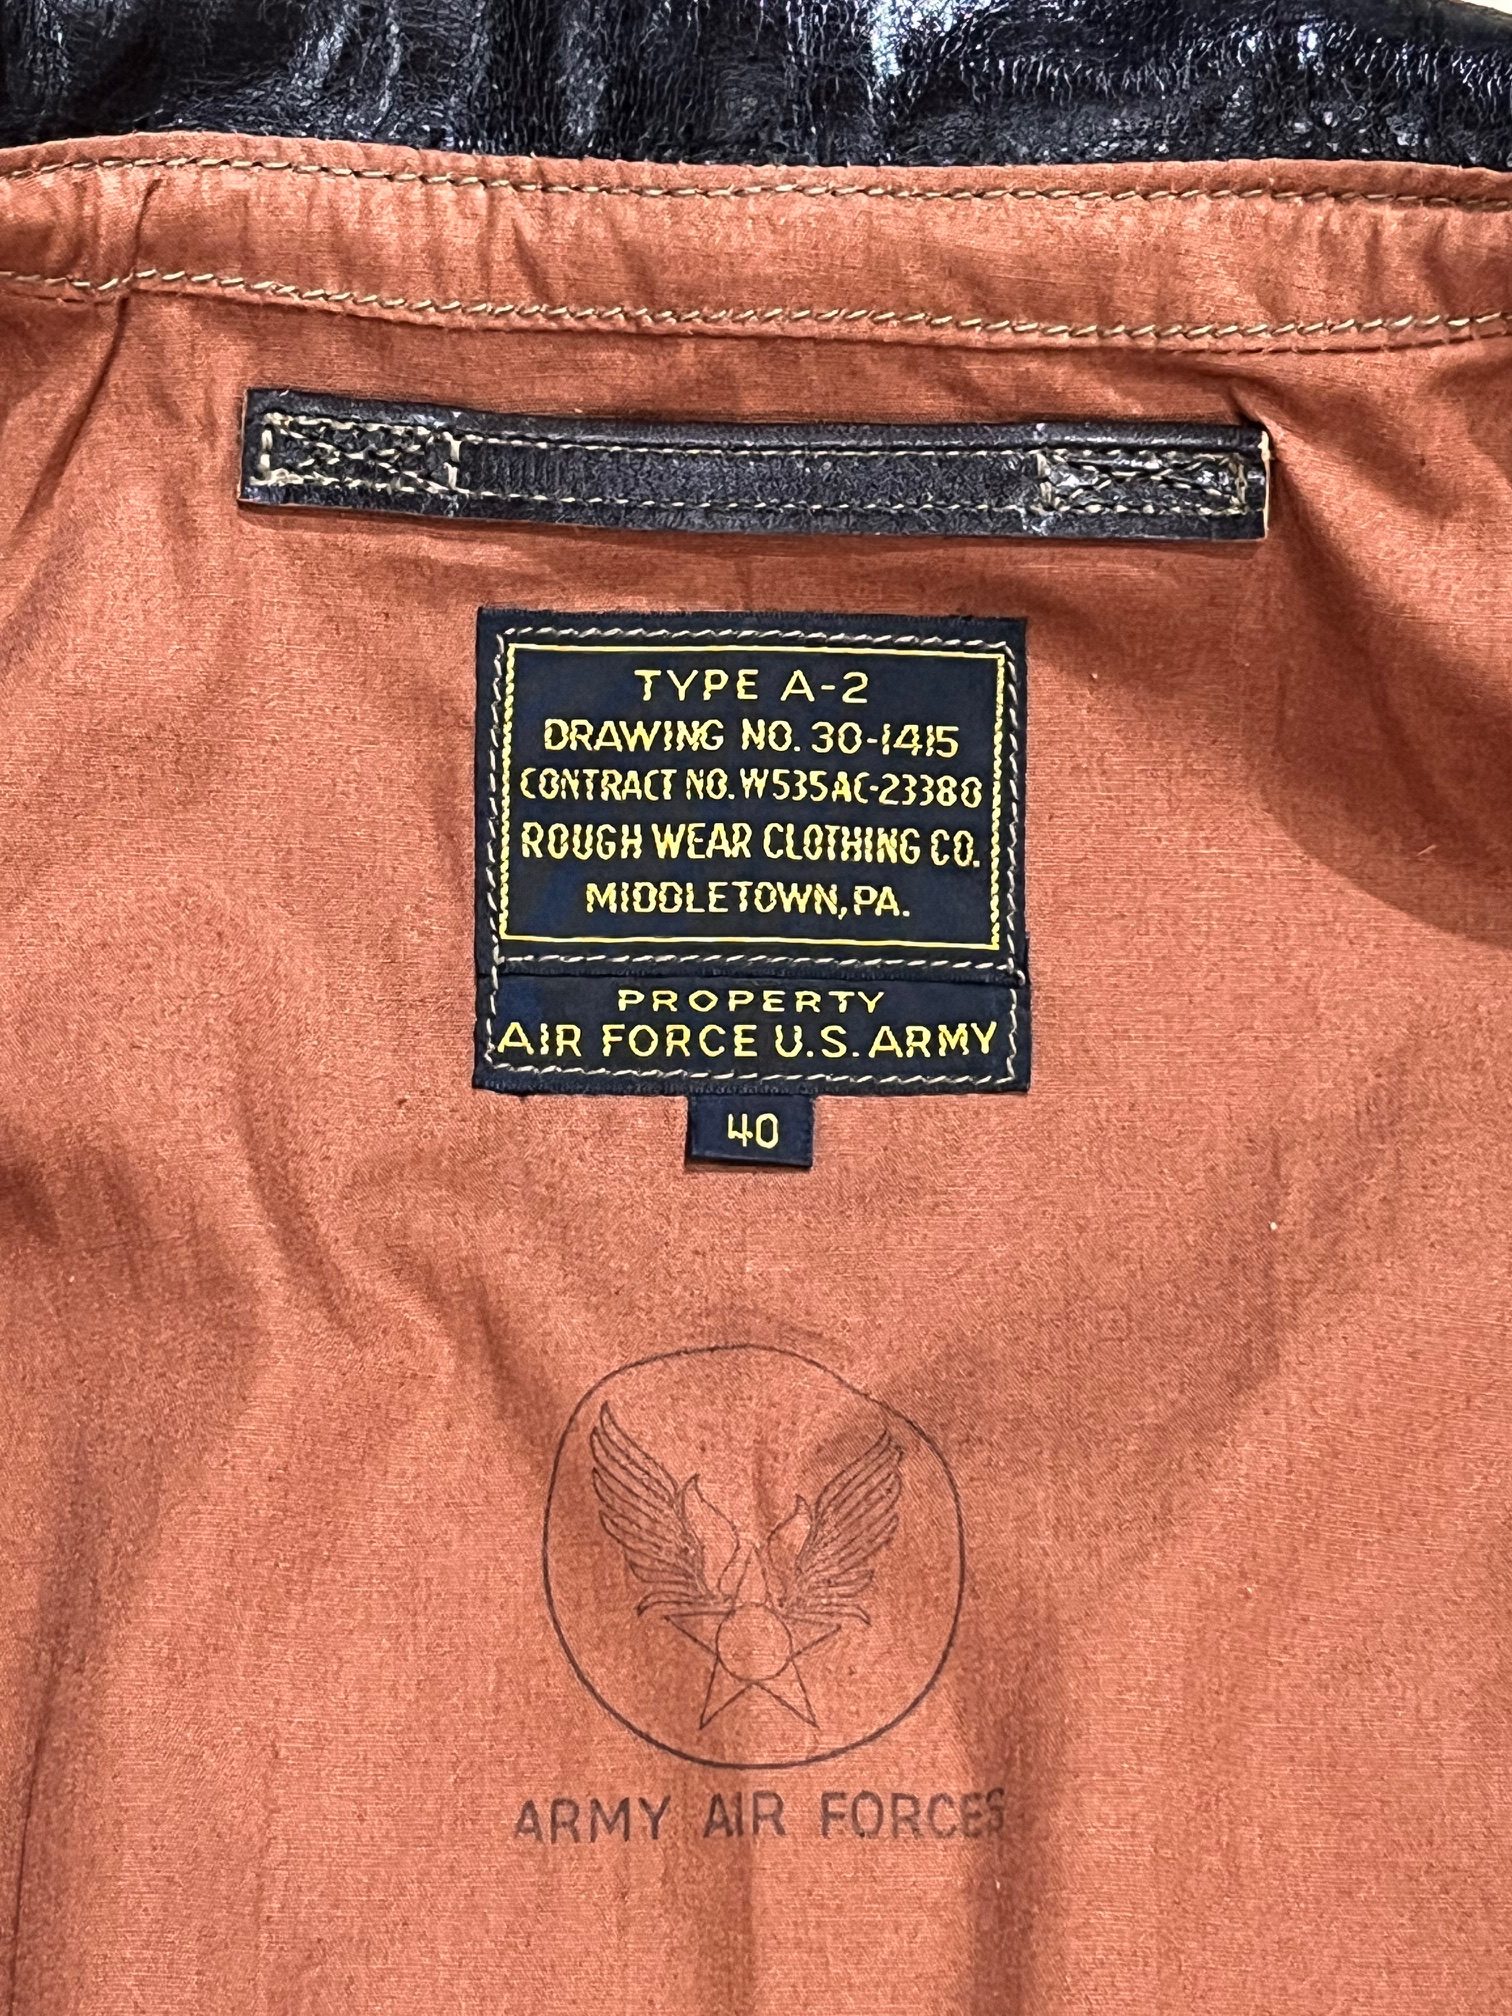 TYPE A-2
DRAWING NO. 30-1415
CONTRACT NO. W535AC-23380
ROUGH WEAR CLOTHING CO.
MIDDLETOWN, PA.
PROPERTY
AIR FORCE U.S. ARMY
40
ARMY AIR FORCES